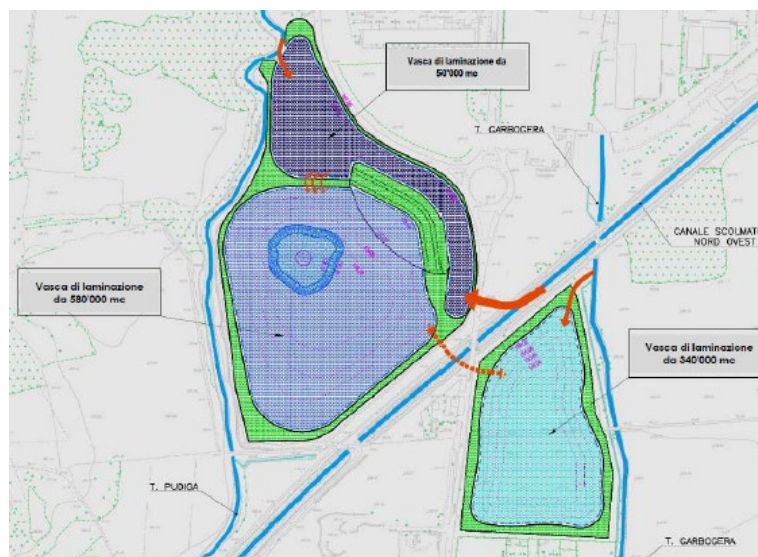 Vasca di laminazione da
50'000 mc
T. GARBOGERA
CANALE SCOLMATO
NORD OVEST
Vasca di laminazione
da 580'000 mc
Vasca di laminazione
da 340'000 mc
T. PUDIGA
T. GARBOGERA